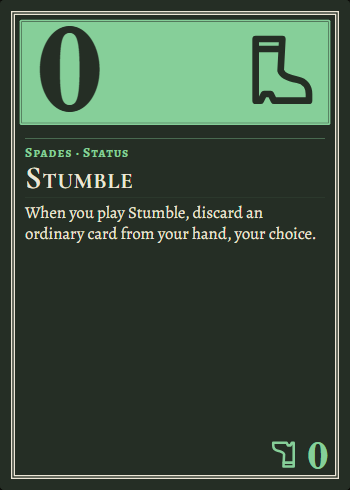 0
Spades · Status
Stumble
When you play Stumble, discard an
ordinary card from your hand, your choice.
0